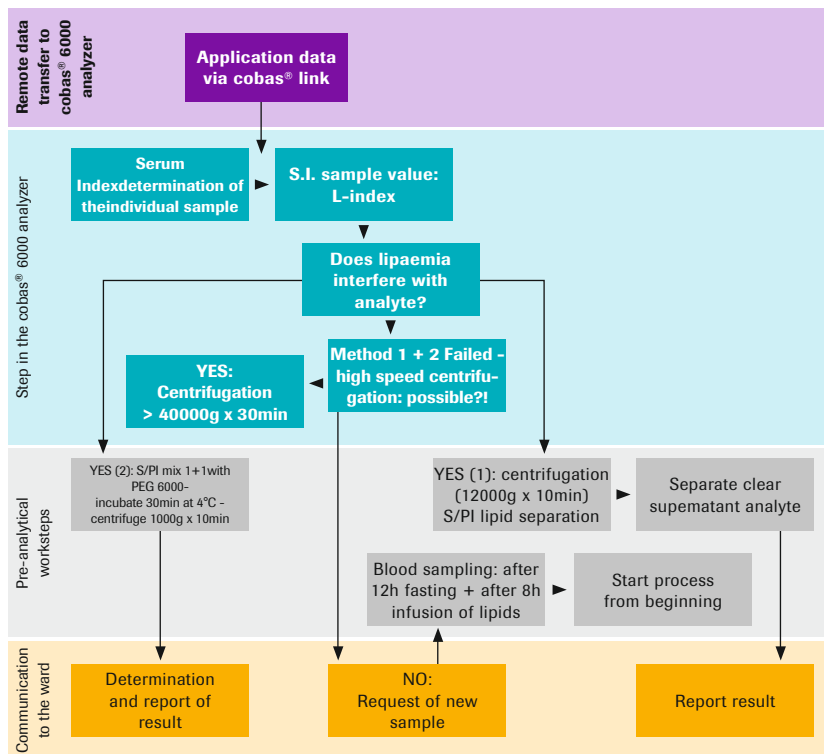 Remote data
transfer to
cobas® 6000
analyzer
Application data
via cobas® link
Step in the cobas® 6000 analyzer
Serum
Indexdetermination of
theindividual sample
S.I. sample value:
L-index
Does lipaemia
interfere with
analyte?
Method 1 + 2 Failed -
high speed centrifu-
gation: possible?!
YES:
Centrifugation
> 40000g x 30min
Pre-analytical
worksteps
YES (2): S/PI mix 1+1with
PEG 6000-
incubate 30min at 4°C -
centrifuge 1000g x 10min
YES (1): centrifugation
(12000g x 10min)
S/PI lipid separation
Separate clear
supematant analyte
Blood sampling: after
12h fasting + after 8h
infusion of lipids
Start process
from beginning
Communication
to the ward
Determination
and report of
result
NO:
Request of new
sample
Report result